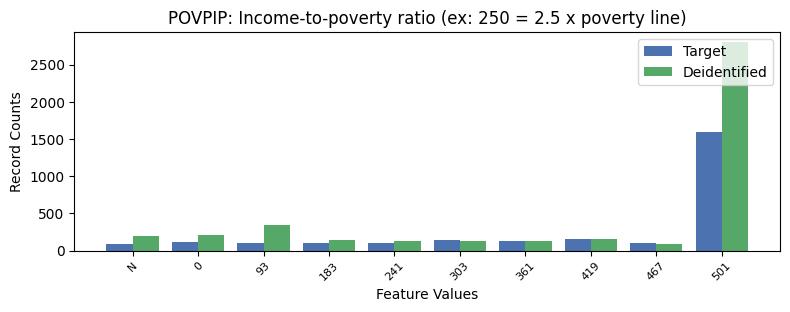 POVPIP: Income-to-poverty ratio (ex: 250 = 2.5 x poverty line)
Target
Deidentified
Record Counts
2500
2000
1500
1000
500
0
N
0
93
183
241
303
361
419
467
501
Feature Values